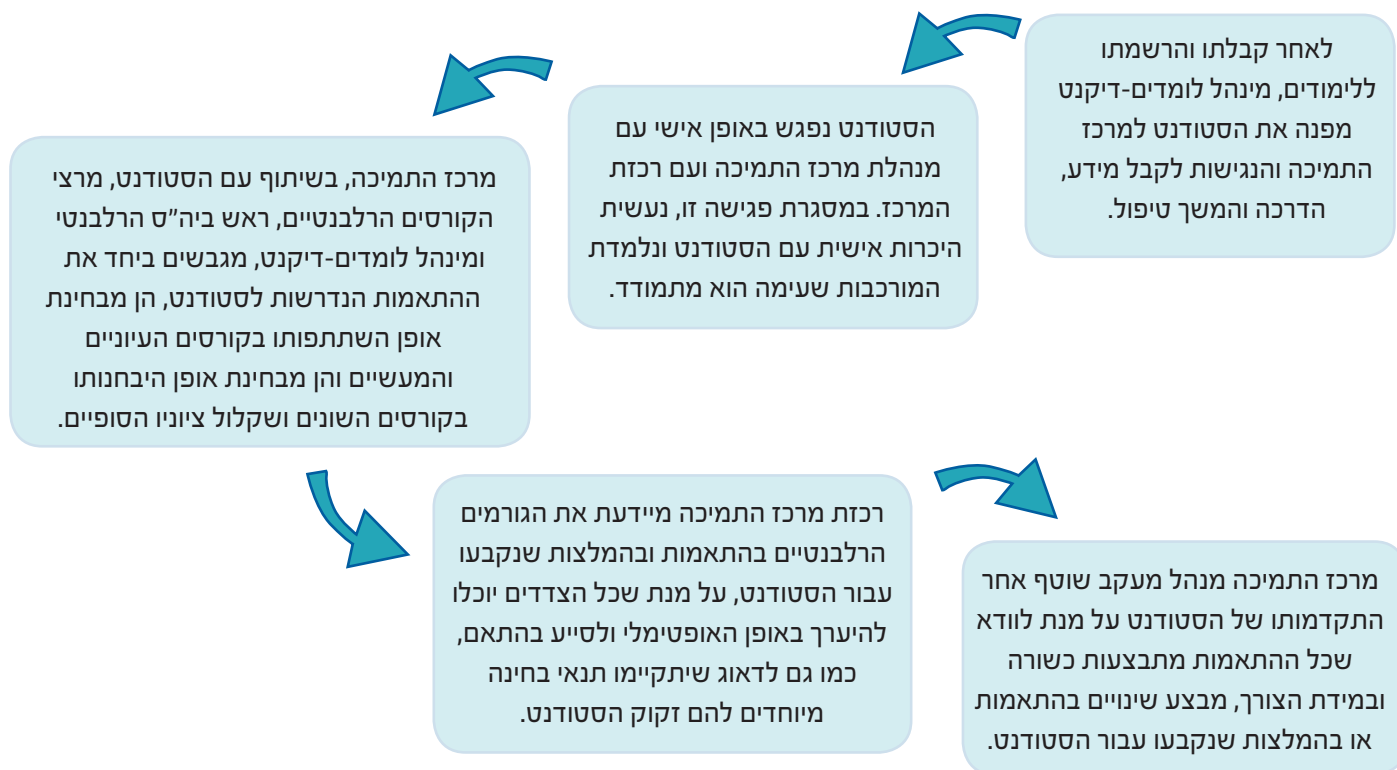 לאחר קבלתו והרשמתו
ללימודים, מינהל לומדים-דיקנט
מפנה את הסטודנט למרכז
התמיכה והנגישות לקבל מידע,
הדרכה והמשך טיפול.
הסטודנט נפגש באופן אישי עם
מנהלת מרכז התמיכה ועם רכזת
המרכז. במסגרת פגישה זו, נעשית
היכרות אישית עם הסטודנט ונלמדת
המורכבות שעימה הוא מתמודד.
מרכז התמיכה, בשיתוף עם הסטודנט, מרצי
הקורסים הרלבנטיים, ראש ביה"ס הרלבנטי
ומינהל לומדים-דיקנט, מגבשים ביחד את
ההתאמות הנדרשות לסטודנט, הן מבחינת
אופן השתתפותו בקורסים העיוניים
והמעשיים והן מבחינת אופן היבחנותו
בקורסים השונים ושקלול ציוניו הסופיים.
רכזת מרכז התמיכה מיידעת את הגורמים
הרלבנטיים בהתאמות ובהמלצות שנקבעו
עבור הסטודנט, על מנת שכל הצדדים יוכלו
להיערך באופן האופטימלי ולסייע בהתאם,
כמו גם לדאוג שיתקיימו תנאי בחינה
מיוחדים להם זקוק הסטודנט.
מרכז התמיכה מנהל מעקב שוטף אחר
התקדמותו של הסטודנט על מנת לוודא
שכל ההתאמות מתבצעות כשורה
ובמידת הצורך, מבצע שינויים בהתאמות
או בהמלצות שנקבעו עבור הסטודנט.